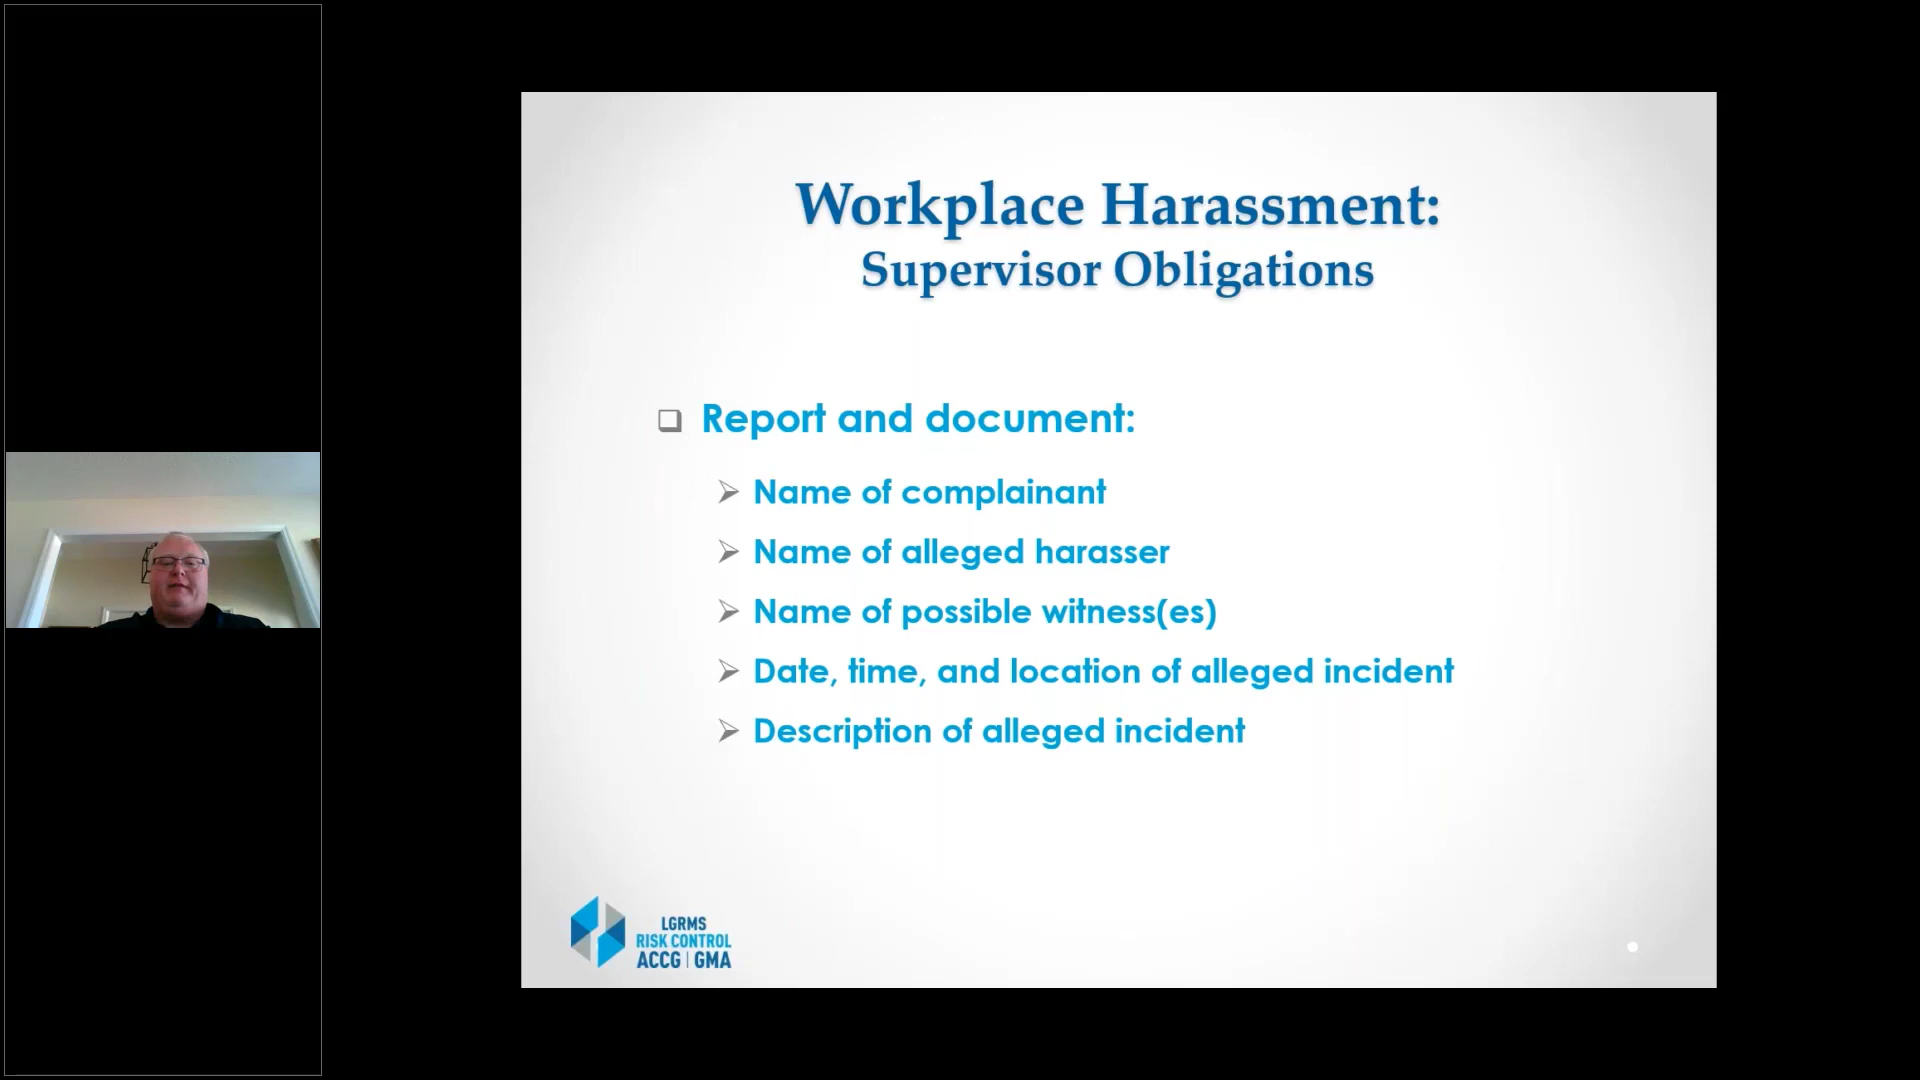 Workplace Harassment:
Supervisor Obligations
Report and document:
Name of complainant
Name of alleged harasser
Name of possible witness(es)
Date, time, and location of alleged incident
Description of alleged incident
LGRMS
RISK CONTROL
ACCG | GMA